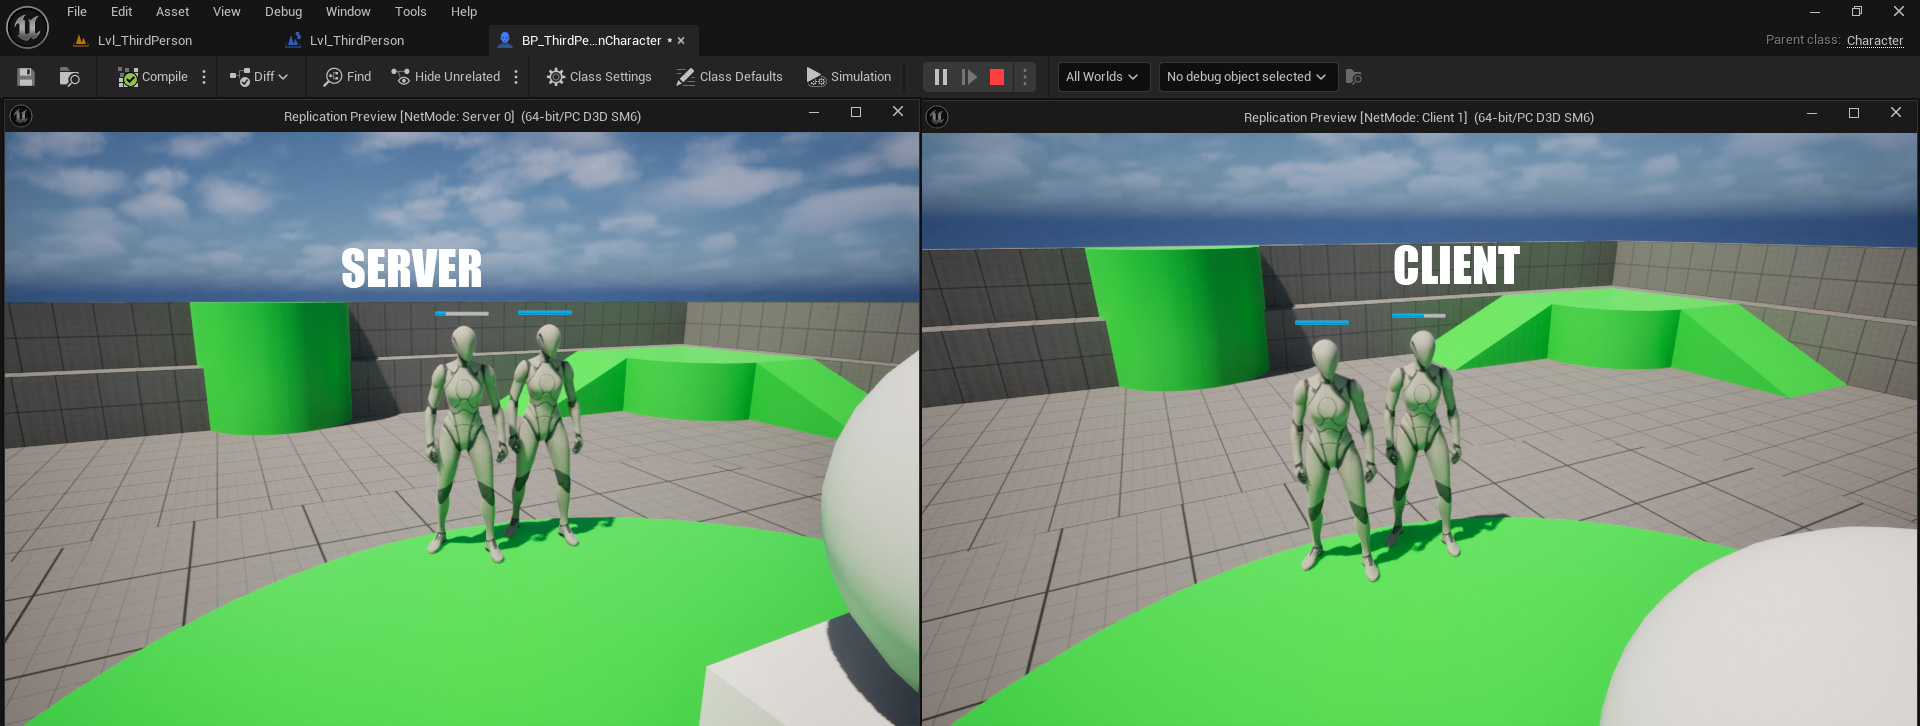 File Edit Asset View Debug Window Tools Help
Lvl_ThirdPerson Lvl_ThirdPerson BP_ThirdPe...nCharacter • × Parent class: Character
Compile Diff Find Hide Unrelated Class Settings Class Defaults Simulation All Worlds No debug object selected
Replication Preview [NetMode: Server 0] (64-bit/PC D3D SM6)
Replication Preview [NetMode: Client 1] (64-bit/PC D3D SM6)
SERVER
CLIENT